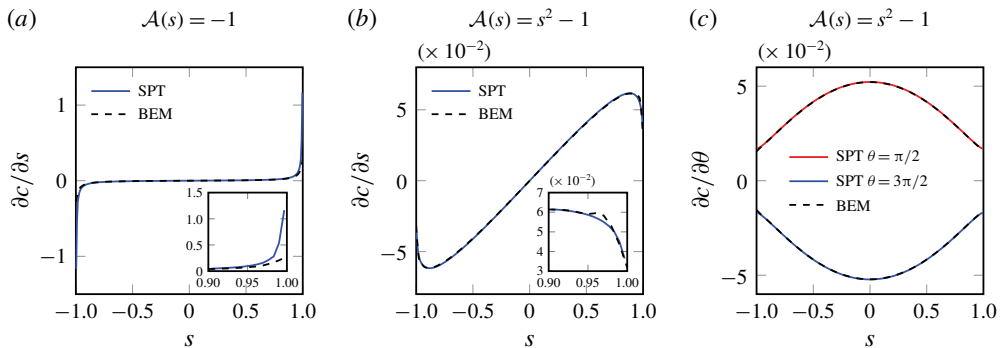 (a) 𝒜(s) = −1
∂c/∂s
1
0
−1
SPT
BEM
1.5
1.0
0.5
0
0.90 0.95 1.00
−1.0 −0.5 0 0.5 1.0
s
(b) 𝒜(s) = s² − 1
(× 10⁻²)
∂c/∂s
5
0
−5
SPT
BEM
(× 10⁻²)
7
6
5
4
3
0.90 0.95 1.00
−1.0 −0.5 0 0.5 1.0
s
(c) 𝒜(s) = s² − 1
(× 10⁻²)
∂c/∂θ
5
0
−5
SPT θ = π/2
SPT θ = 3π/2
BEM
−1.0 −0.5 0 0.5 1.0
s